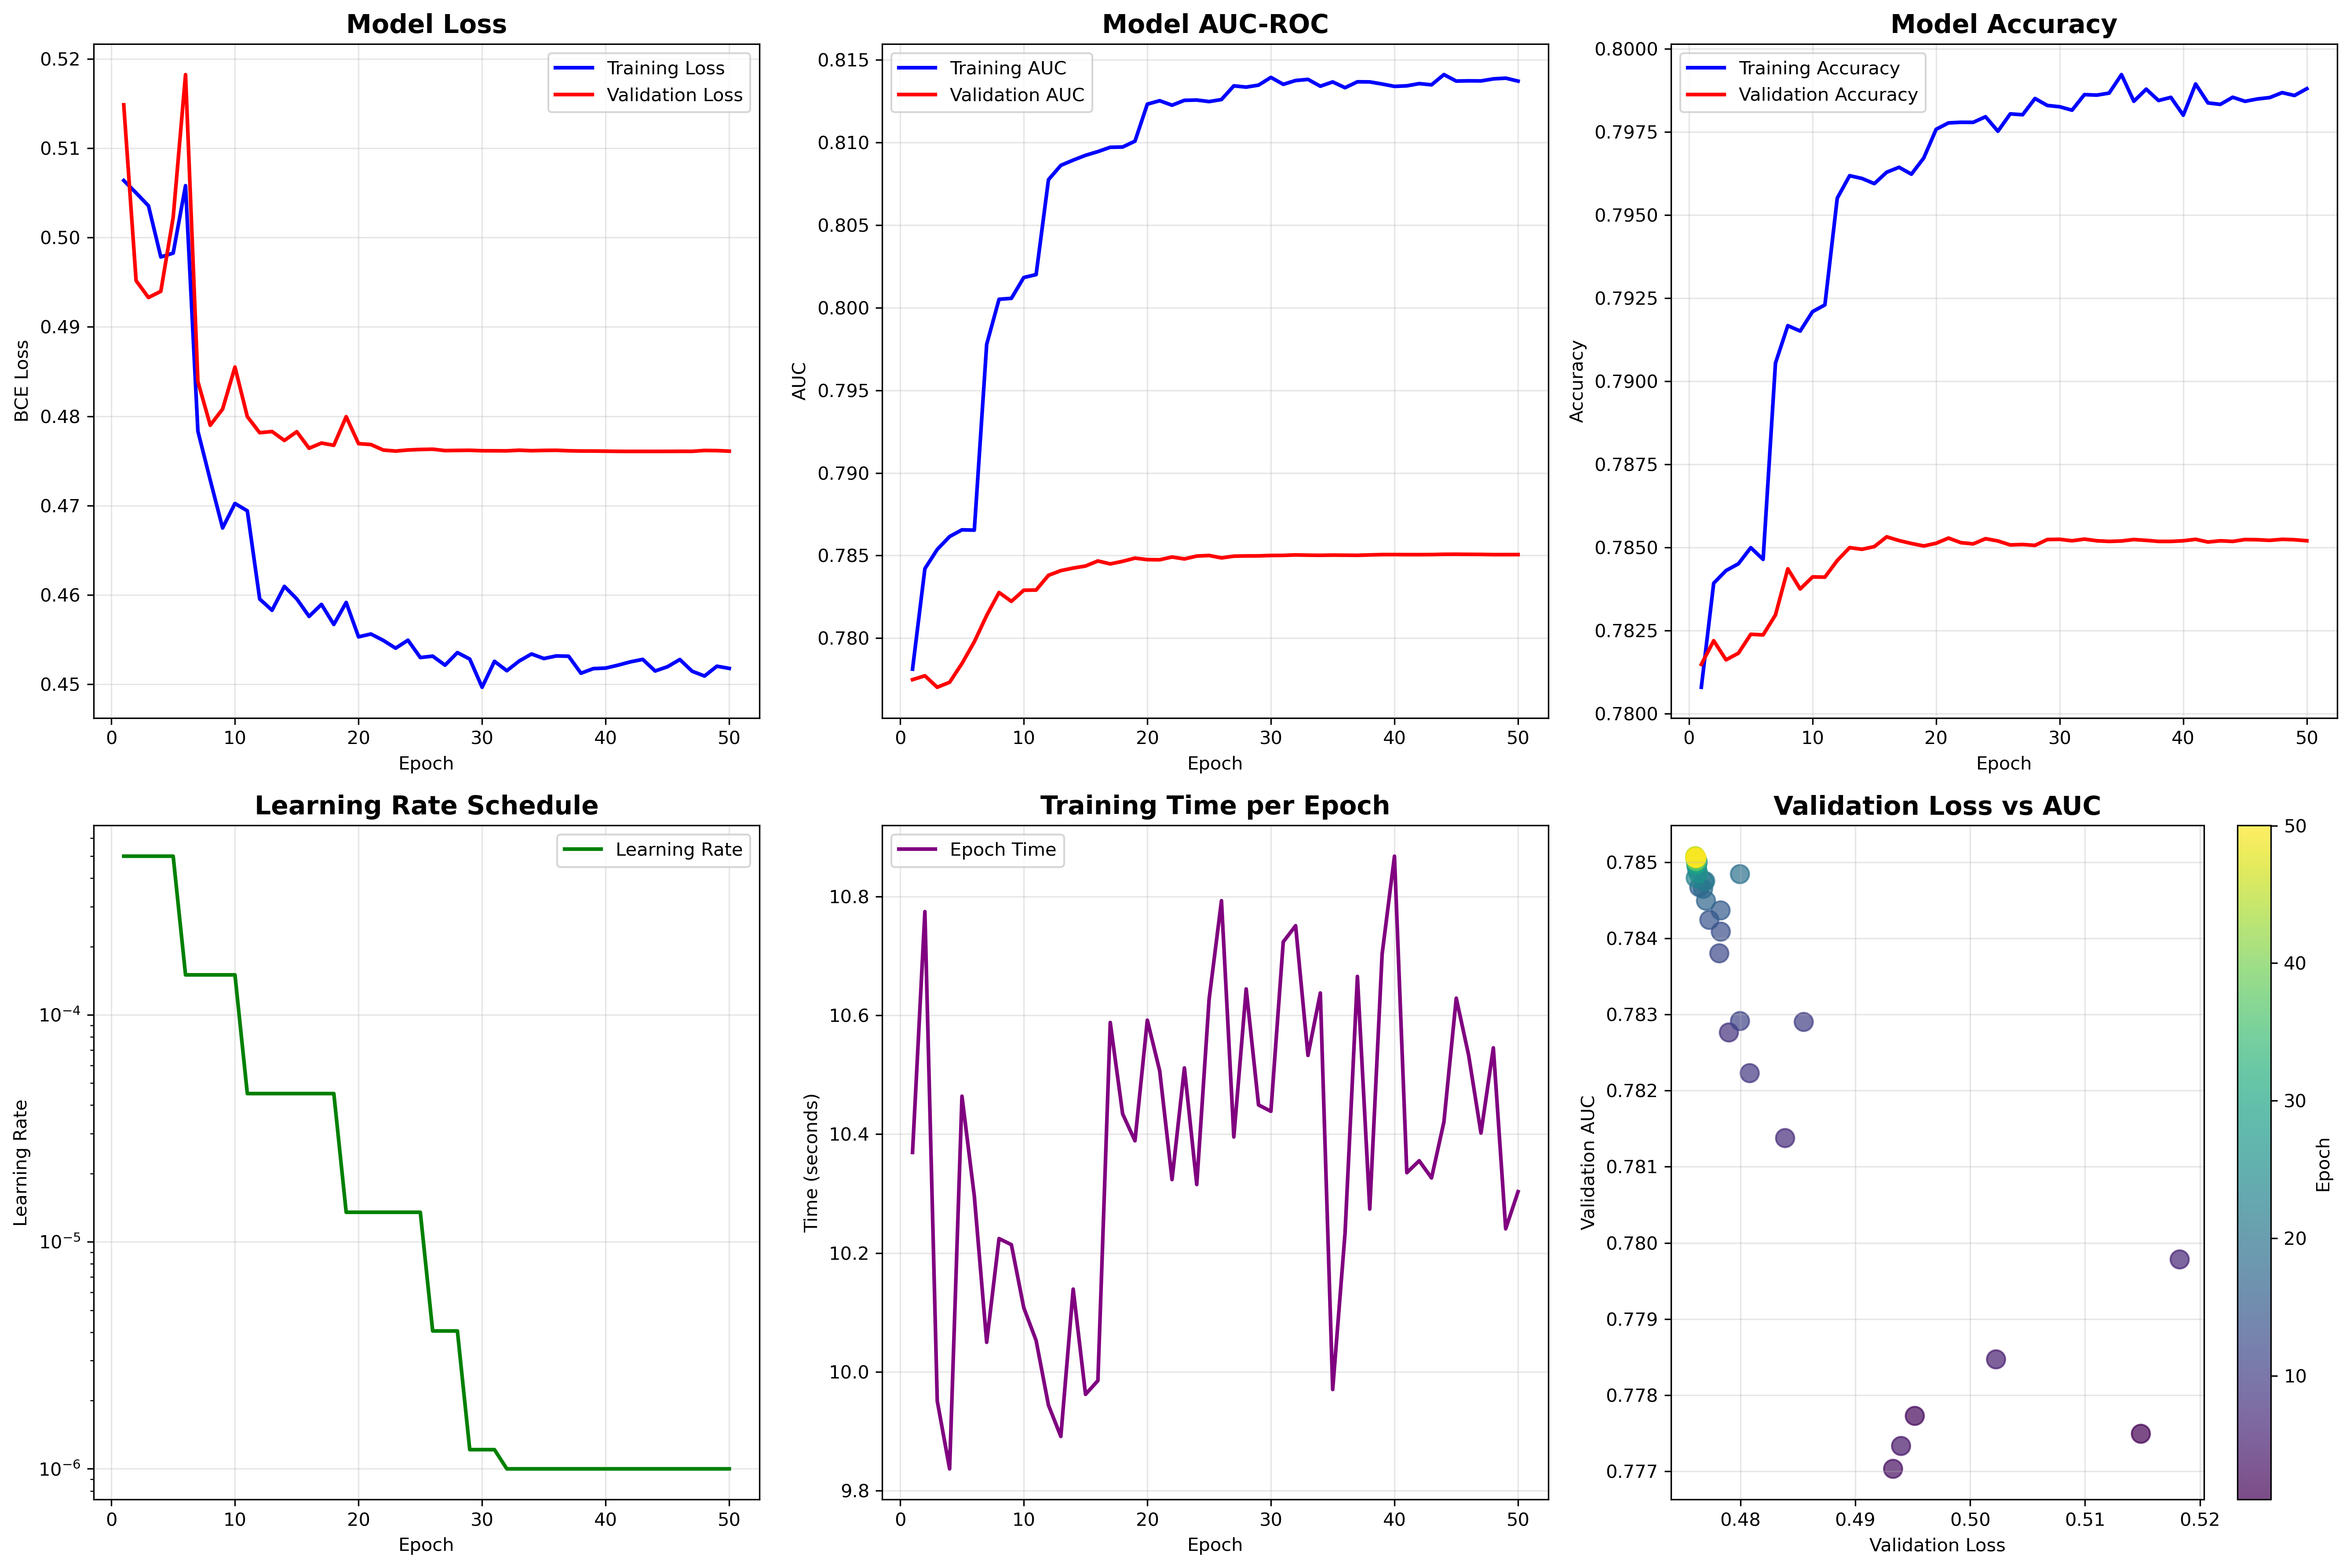 Model Loss
Training Loss
Validation Loss
0.52
0.51
0.50
0.49
0.48
0.47
0.46
0.45
BCE Loss
0 10 20 30 40 50
Epoch
Model AUC-ROC
Training AUC
Validation AUC
0.815
0.810
0.805
0.800
0.795
0.790
0.785
0.780
AUC
0 10 20 30 40 50
Epoch
Model Accuracy
Training Accuracy
Validation Accuracy
0.8000
0.7975
0.7950
0.7925
0.7900
0.7875
0.7850
0.7825
0.7800
Accuracy
0 10 20 30 40 50
Epoch
Learning Rate Schedule
Learning Rate
10⁻⁴
10⁻⁵
10⁻⁶
Learning Rate
0 10 20 30 40 50
Epoch
Training Time per Epoch
Epoch Time
10.8
10.6
10.4
10.2
10.0
9.8
Time (seconds)
0 10 20 30 40 50
Epoch
Validation Loss vs AUC
0.785
0.784
0.783
0.782
0.781
0.780
0.779
0.778
0.777
Validation AUC
0.48 0.49 0.50 0.51 0.52
Validation Loss
50
40
30
20
10
Epoch